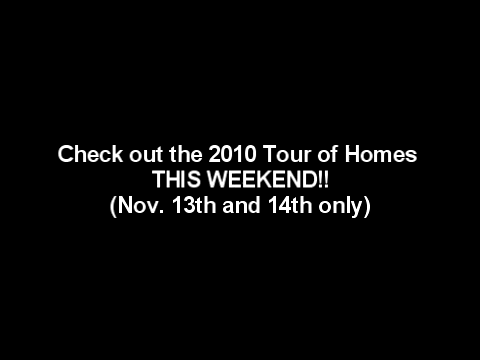 Check out the 2010 Tour of Homes
THIS WEEKEND!!
(Nov. 13th and 14th only)